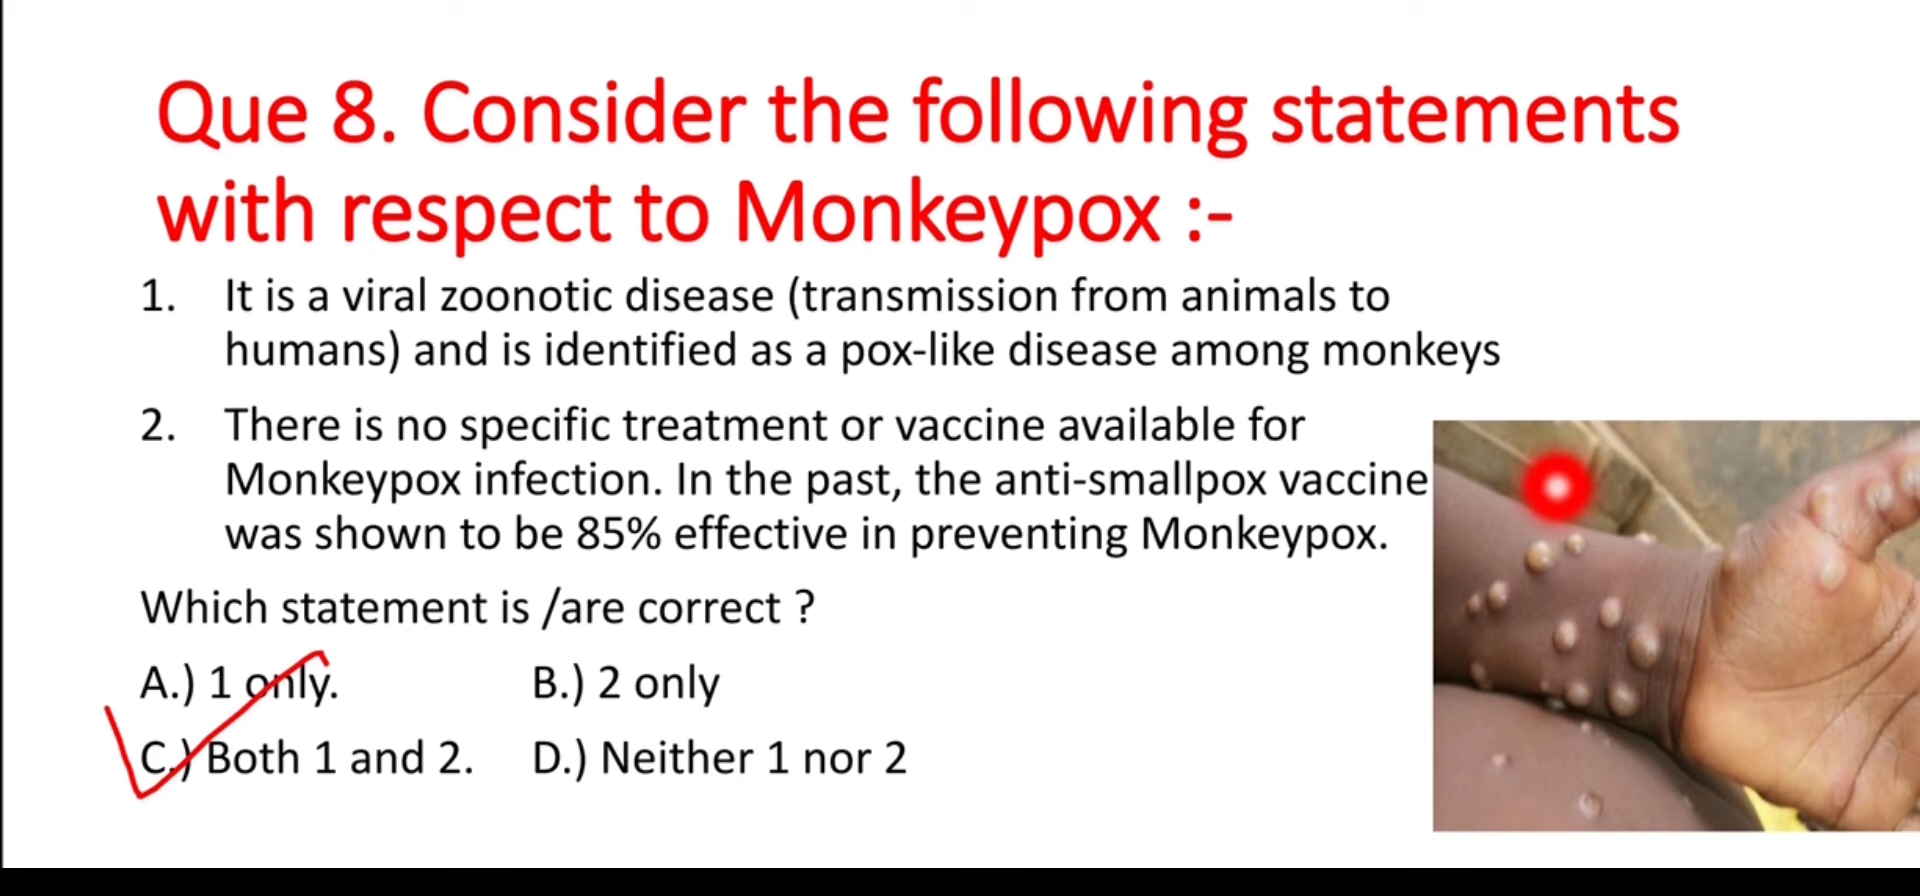 Que 8. Consider the following statements
with respect to Monkeypox :-
1. It is a viral zoonotic disease (transmission from animals to
humans) and is identified as a pox-like disease among monkeys
2. There is no specific treatment or vaccine available for
Monkeypox infection. In the past, the anti-smallpox vaccine
was shown to be 85% effective in preventing Monkeypox.
Which statement is /are correct ?
A.) 1 only. B.) 2 only
C.) Both 1 and 2. D.) Neither 1 nor 2